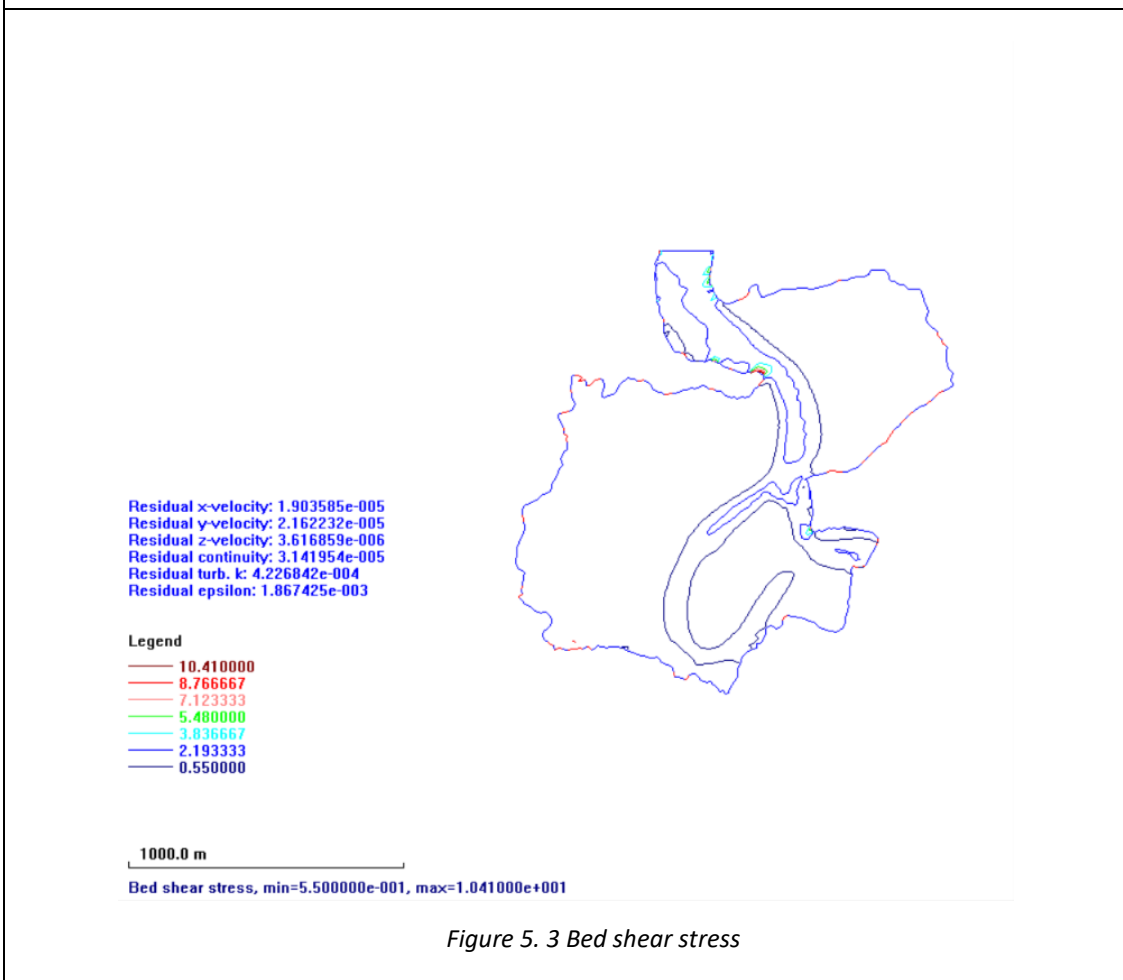 Residual x-velocity: 1.903585e-005
Residual y-velocity: 2.162232e-005
Residual z-velocity: 3.616859e-006
Residual continuity: 3.141954e-005
Residual turb. k: 4.226842e-004
Residual epsilon: 1.867425e-003
Legend
10.410000
8.766667
7.123333
5.480000
3.836667
2.193333
0.550000
1000.0 m
Bed shear stress, min=5.500000e-001, max=1.041000e+001
Figure 5. 3 Bed shear stress